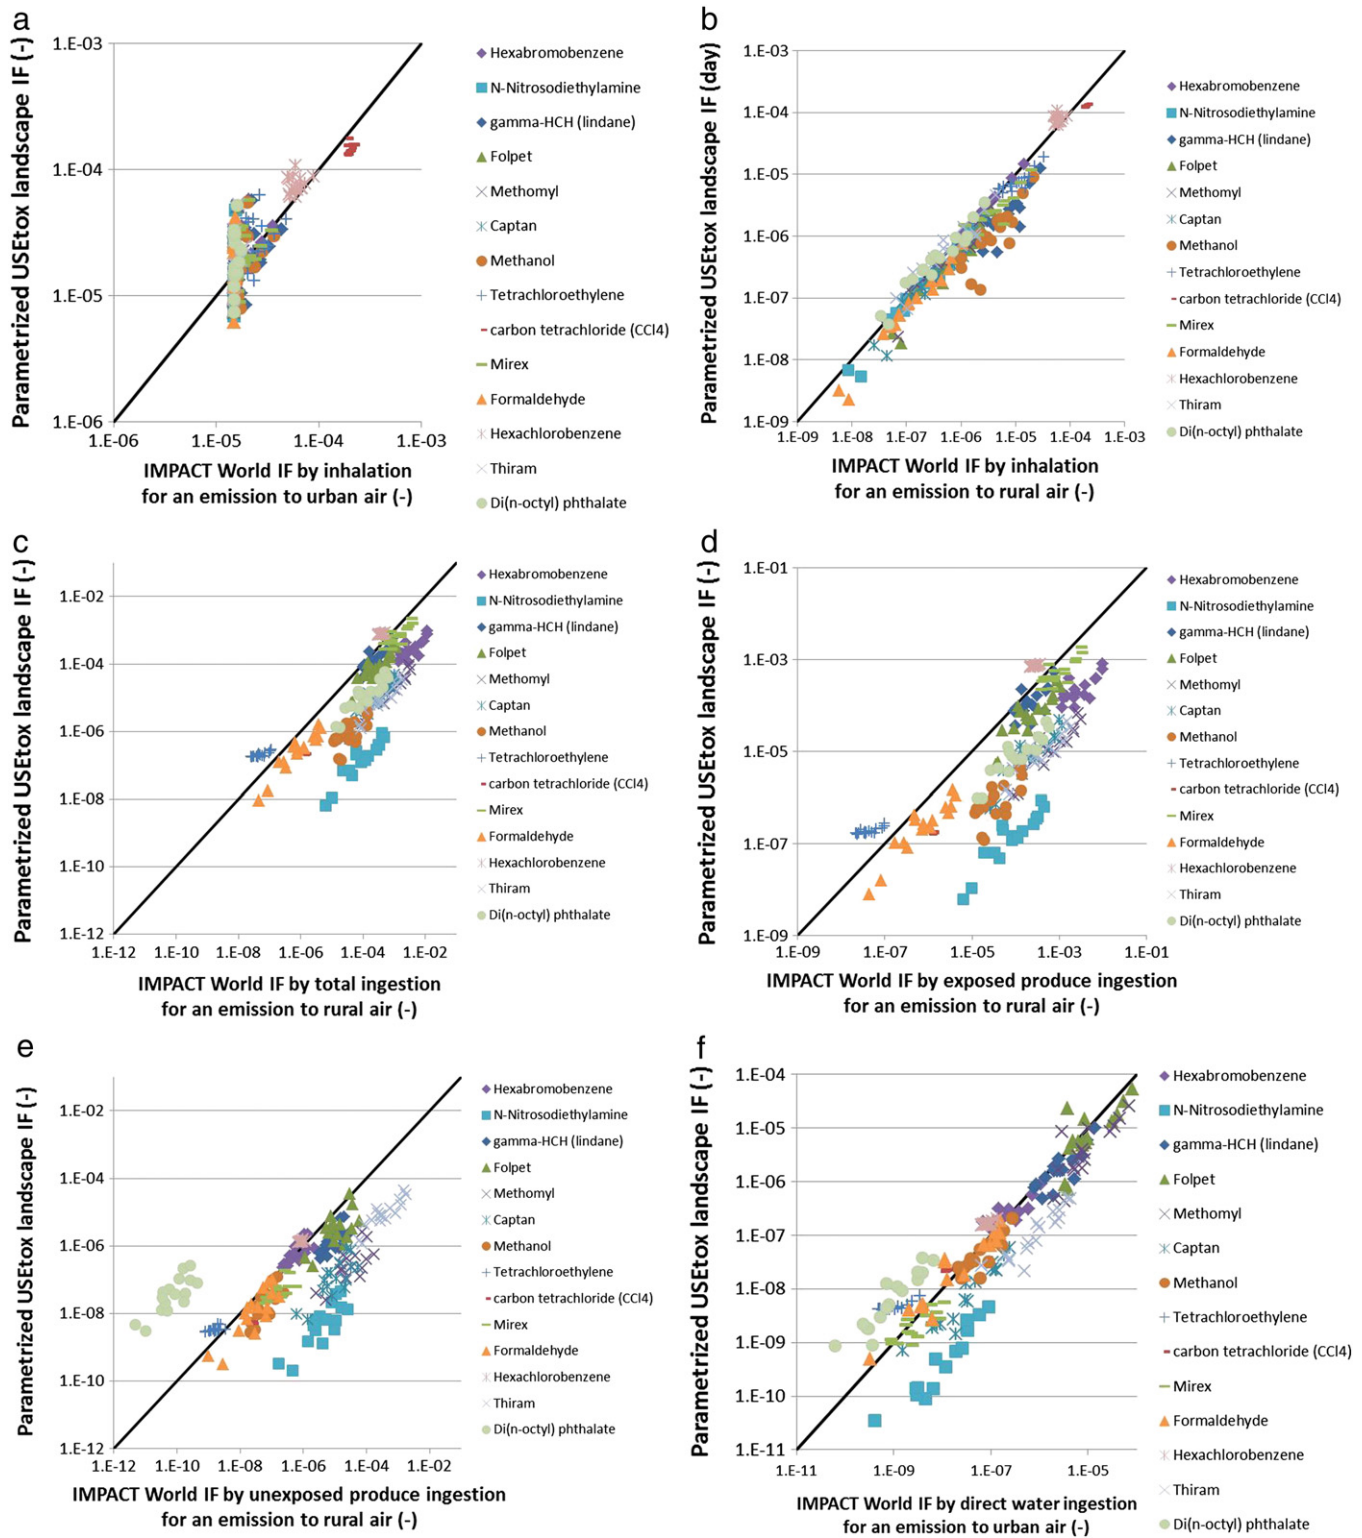 a
Parametrized USEtox landscape IF (-)
1.E-03
1.E-04
1.E-05
1.E-06
1.E-06
1.E-05
1.E-04
1.E-03
IMPACT World IF by inhalation
for an emission to urban air (-)
Hexabromobenzene
N-Nitrosodiethylamine
gamma-HCH (lindane)
Folpet
Methomyl
Captan
Methanol
Tetrachloroethylene
carbon tetrachloride (CCl4)
Mirex
Formaldehyde
Hexachlorobenzene
Thiram
Di(n-octyl) phthalate
b
Parametrized USEtox landscape IF (day)
1.E-03
1.E-04
1.E-05
1.E-06
1.E-07
1.E-08
1.E-09
1.E-09
1.E-08
1.E-07
1.E-06
1.E-05
1.E-04
1.E-03
IMPACT World IF by inhalation
for an emission to rural air (-)
Hexabromobenzene
N-Nitrosodiethylamine
gamma-HCH (lindane)
Folpet
Methomyl
Captan
Methanol
Tetrachloroethylene
carbon tetrachloride (CCl4)
Mirex
Formaldehyde
Hexachlorobenzene
Thiram
Di(n-octyl) phthalate
c
Parametrized USEtox landscape IF (-)
1.E-02
1.E-04
1.E-06
1.E-08
1.E-10
1.E-12
1.E-12
1.E-10
1.E-08
1.E-06
1.E-04
1.E-02
IMPACT World IF by total ingestion
for an emission to rural air (-)
Hexabromobenzene
N-Nitrosodiethylamine
gamma-HCH (lindane)
Folpet
Methomyl
Captan
Methanol
Tetrachloroethylene
carbon tetrachloride (CCl4)
Mirex
Formaldehyde
Hexachlorobenzene
Thiram
Di(n-octyl) phthalate
d
Parametrized USEtox landscape IF (-)
1.E-01
1.E-03
1.E-05
1.E-07
1.E-09
1.E-09
1.E-07
1.E-05
1.E-03
1.E-01
IMPACT World IF by exposed produce ingestion
for an emission to rural air (-)
Hexabromobenzene
N-Nitrosodiethylamine
gamma-HCH (lindane)
Folpet
Methomyl
Captan
Methanol
Tetrachloroethylene
carbon tetrachloride (CCl4)
Mirex
Formaldehyde
Hexachlorobenzene
Thiram
Di(n-octyl) phthalate
e
Parametrized USEtox landscape IF (-)
1.E-02
1.E-04
1.E-06
1.E-08
1.E-10
1.E-12
1.E-12
1.E-10
1.E-08
1.E-06
1.E-04
1.E-02
IMPACT World IF by unexposed produce ingestion
for an emission to rural air (-)
Hexabromobenzene
N-Nitrosodiethylamine
gamma-HCH (lindane)
Folpet
Methomyl
Captan
Methanol
Tetrachloroethylene
carbon tetrachloride (CCl4)
Mirex
Formaldehyde
Hexachlorobenzene
Thiram
Di(n-octyl) phthalate
f
Parametrized USEtox landscape IF (-)
1.E-04
1.E-05
1.E-06
1.E-07
1.E-08
1.E-09
1.E-10
1.E-11
1.E-11
1.E-09
1.E-07
1.E-05
IMPACT World IF by direct water ingestion
for an emission to urban air (-)
Hexabromobenzene
N-Nitrosodiethylamine
gamma-HCH (lindane)
Folpet
Methomyl
Captan
Methanol
Tetrachloroethylene
carbon tetrachloride (CCl4)
Mirex
Formaldehyde
Hexachlorobenzene
Thiram
Di(n-octyl) phthalate